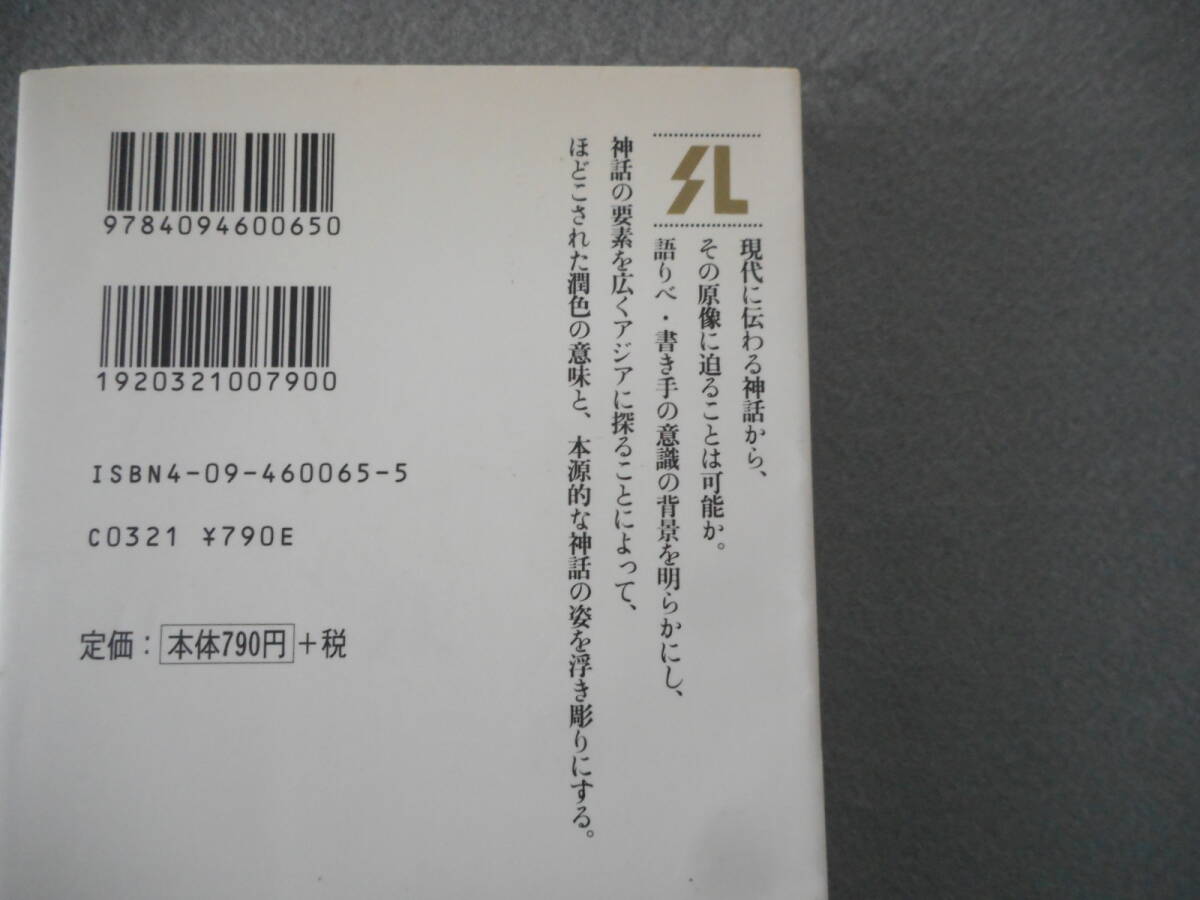 9784094600650
1920321007900
ISBN4-09-460065-5
C0321 ¥790E
定価：本体790円+税
SL
現代に伝わる神話から、
その原像に迫ることは可能か。
語りべ・書き手の意識の背景を明らかにし、
神話の要素を広くアジアに探ることによって、
ほどこされた潤色の意味と、本源的な神話の姿を浮き彫りにする。